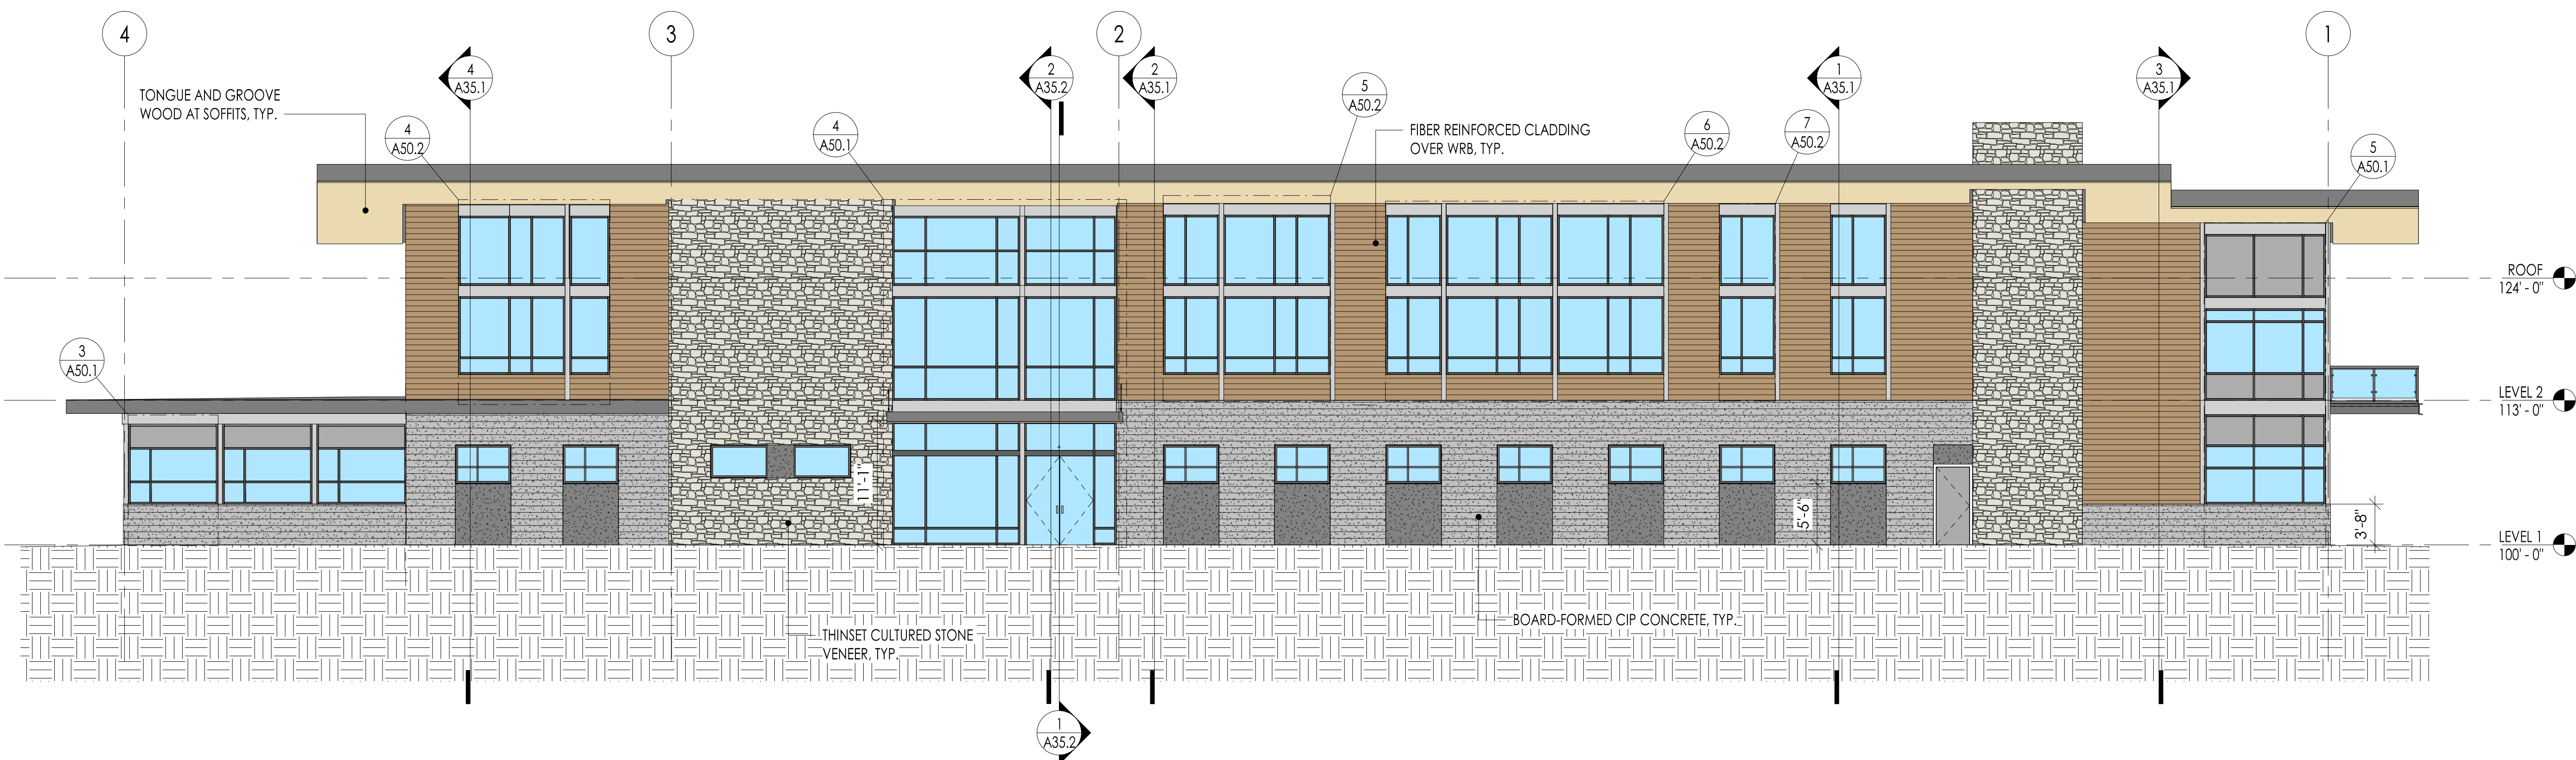 4
3
2
1
4
A35.1
2
A35.2
2
A35.1
1
A35.1
3
A35.1
TONGUE AND GROOVE
WOOD AT SOFFITS, TYP.
4
A50.2
4
A50.1
5
A50.2
FIBER REINFORCED CLADDING
OVER WRB, TYP.
6
A50.2
7
A50.2
5
A50.1
ROOF
124' - 0"
3
A50.1
LEVEL 2
113' - 0"
11'-1"
5'-6"
3'-8"
LEVEL 1
100' - 0"
THINSET CULTURED STONE
VENEER, TYP.
BOARD-FORMED CIP CONCRETE, TYP.
1
A35.2